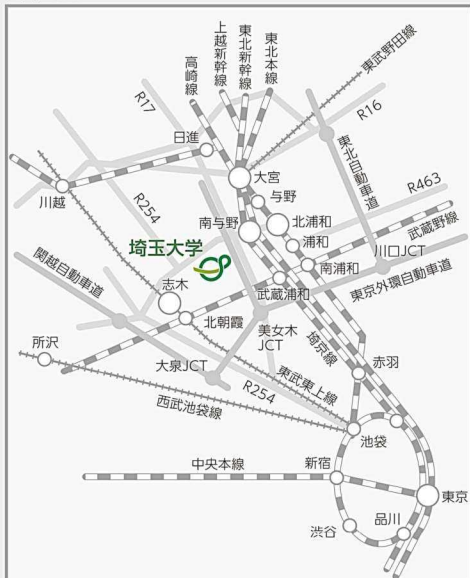 高崎線
上越新幹線
東北新幹線
東北本線
東武野田線
R17
R16
日進
大宮
東北自動車道
川越
R254
与野
R463
北浦和
南与野
浦和
武蔵野線
埼玉大学
川口JCT
南浦和
関越自動車道
志木
武蔵浦和
東京外環自動車道
北朝霞
美女木
JCT
埼京線
所沢
大泉JCT
東武東上線
赤羽
R254
西武池袋線
池袋
中央本線
新宿
東京
渋谷
品川